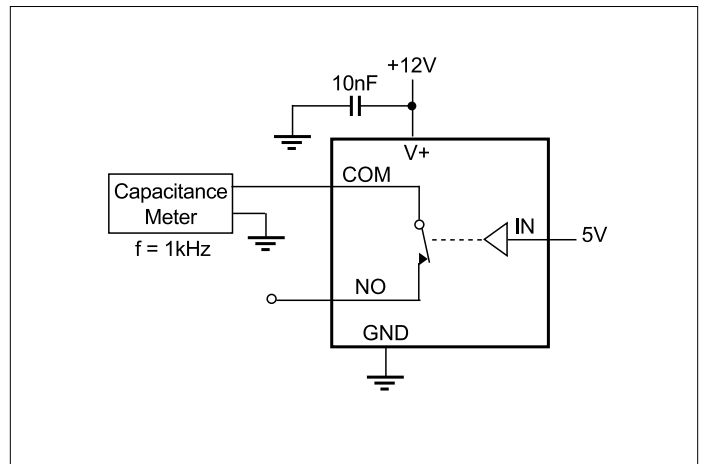 +12V
10nF
V+
COM
Capacitance
Meter
f = 1kHz
IN
5V
NO
GND